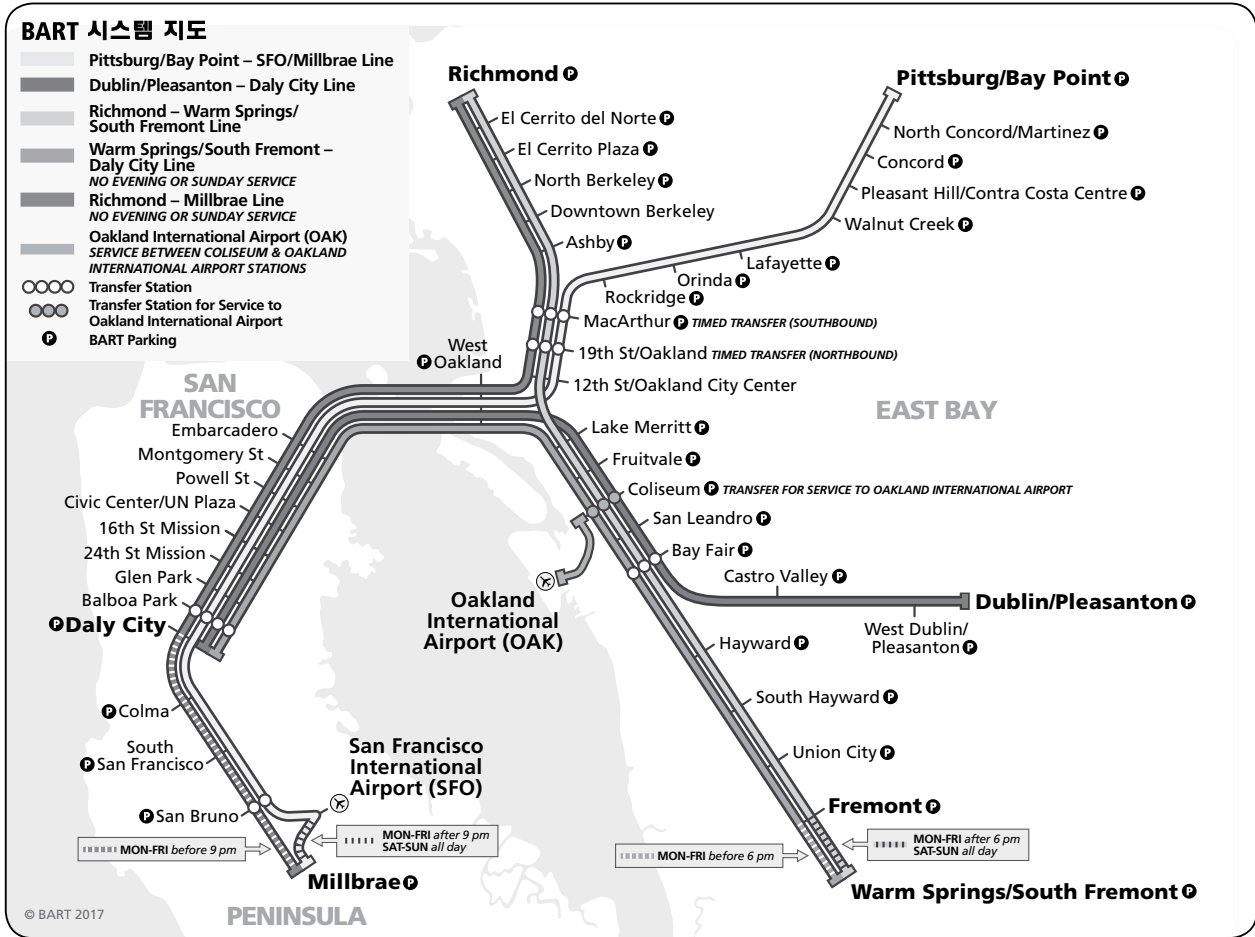 BART 시스템 지도
Pittsburg/Bay Point – SFO/Millbrae Line
Dublin/Pleasanton – Daly City Line
Richmond – Warm Springs/
South Fremont Line
Warm Springs/South Fremont –
Daly City Line
NO EVENING OR SUNDAY SERVICE
Richmond – Millbrae Line
NO EVENING OR SUNDAY SERVICE
Oakland International Airport (OAK)
SERVICE BETWEEN COLISEUM & OAKLAND
INTERNATIONAL AIRPORT STATIONS
Transfer Station
Transfer Station for Service to
Oakland International Airport
P BART Parking
Richmond P
El Cerrito del Norte P
El Cerrito Plaza P
North Berkeley P
Downtown Berkeley
Ashby P
Pittsburg/Bay Point P
North Concord/Martinez P
Concord P
Pleasant Hill/Contra Costa Centre P
Walnut Creek P
Lafayette P
Orinda P
Rockridge P
MacArthur P TIMED TRANSFER (SOUTHBOUND)
19th St/Oakland TIMED TRANSFER (NORTHBOUND)
12th St/Oakland City Center
West
P Oakland
SAN
FRANCISCO
EAST BAY
Embarcadero
Montgomery St
Powell St
Civic Center/UN Plaza
16th St Mission
24th St Mission
Glen Park
Balboa Park
P Daly City
Lake Merritt P
Fruitvale P
Coliseum P TRANSFER FOR SERVICE TO OAKLAND INTERNATIONAL AIRPORT
San Leandro P
Bay Fair P
Castro Valley P
Dublin/Pleasanton P
West Dublin/
Pleasanton P
Oakland
International
Airport (OAK)
Hayward P
South Hayward P
Union City P
Fremont P
P Colma
South
P San Francisco
P San Bruno
San Francisco
International
Airport (SFO)
MON-FRI before 9 pm
MON-FRI after 9 pm
SAT-SUN all day
MON-FRI before 6 pm
MON-FRI after 6 pm
SAT-SUN all day
Millbrae P
Warm Springs/South Fremont P
PENINSULA
© BART 2017